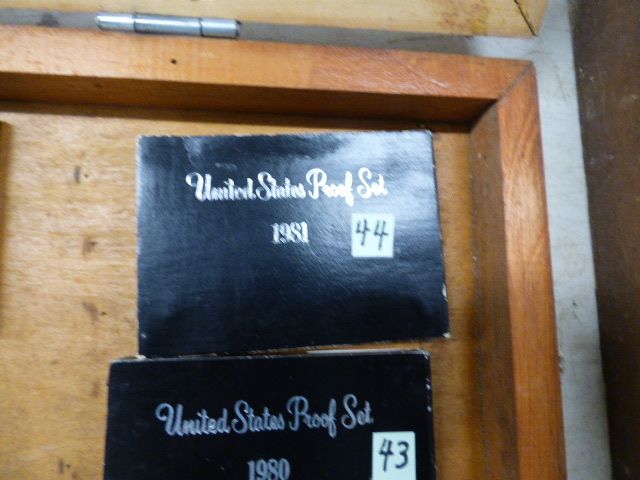 United States Proof Set
1981
44
United States Proof Set
1980
43